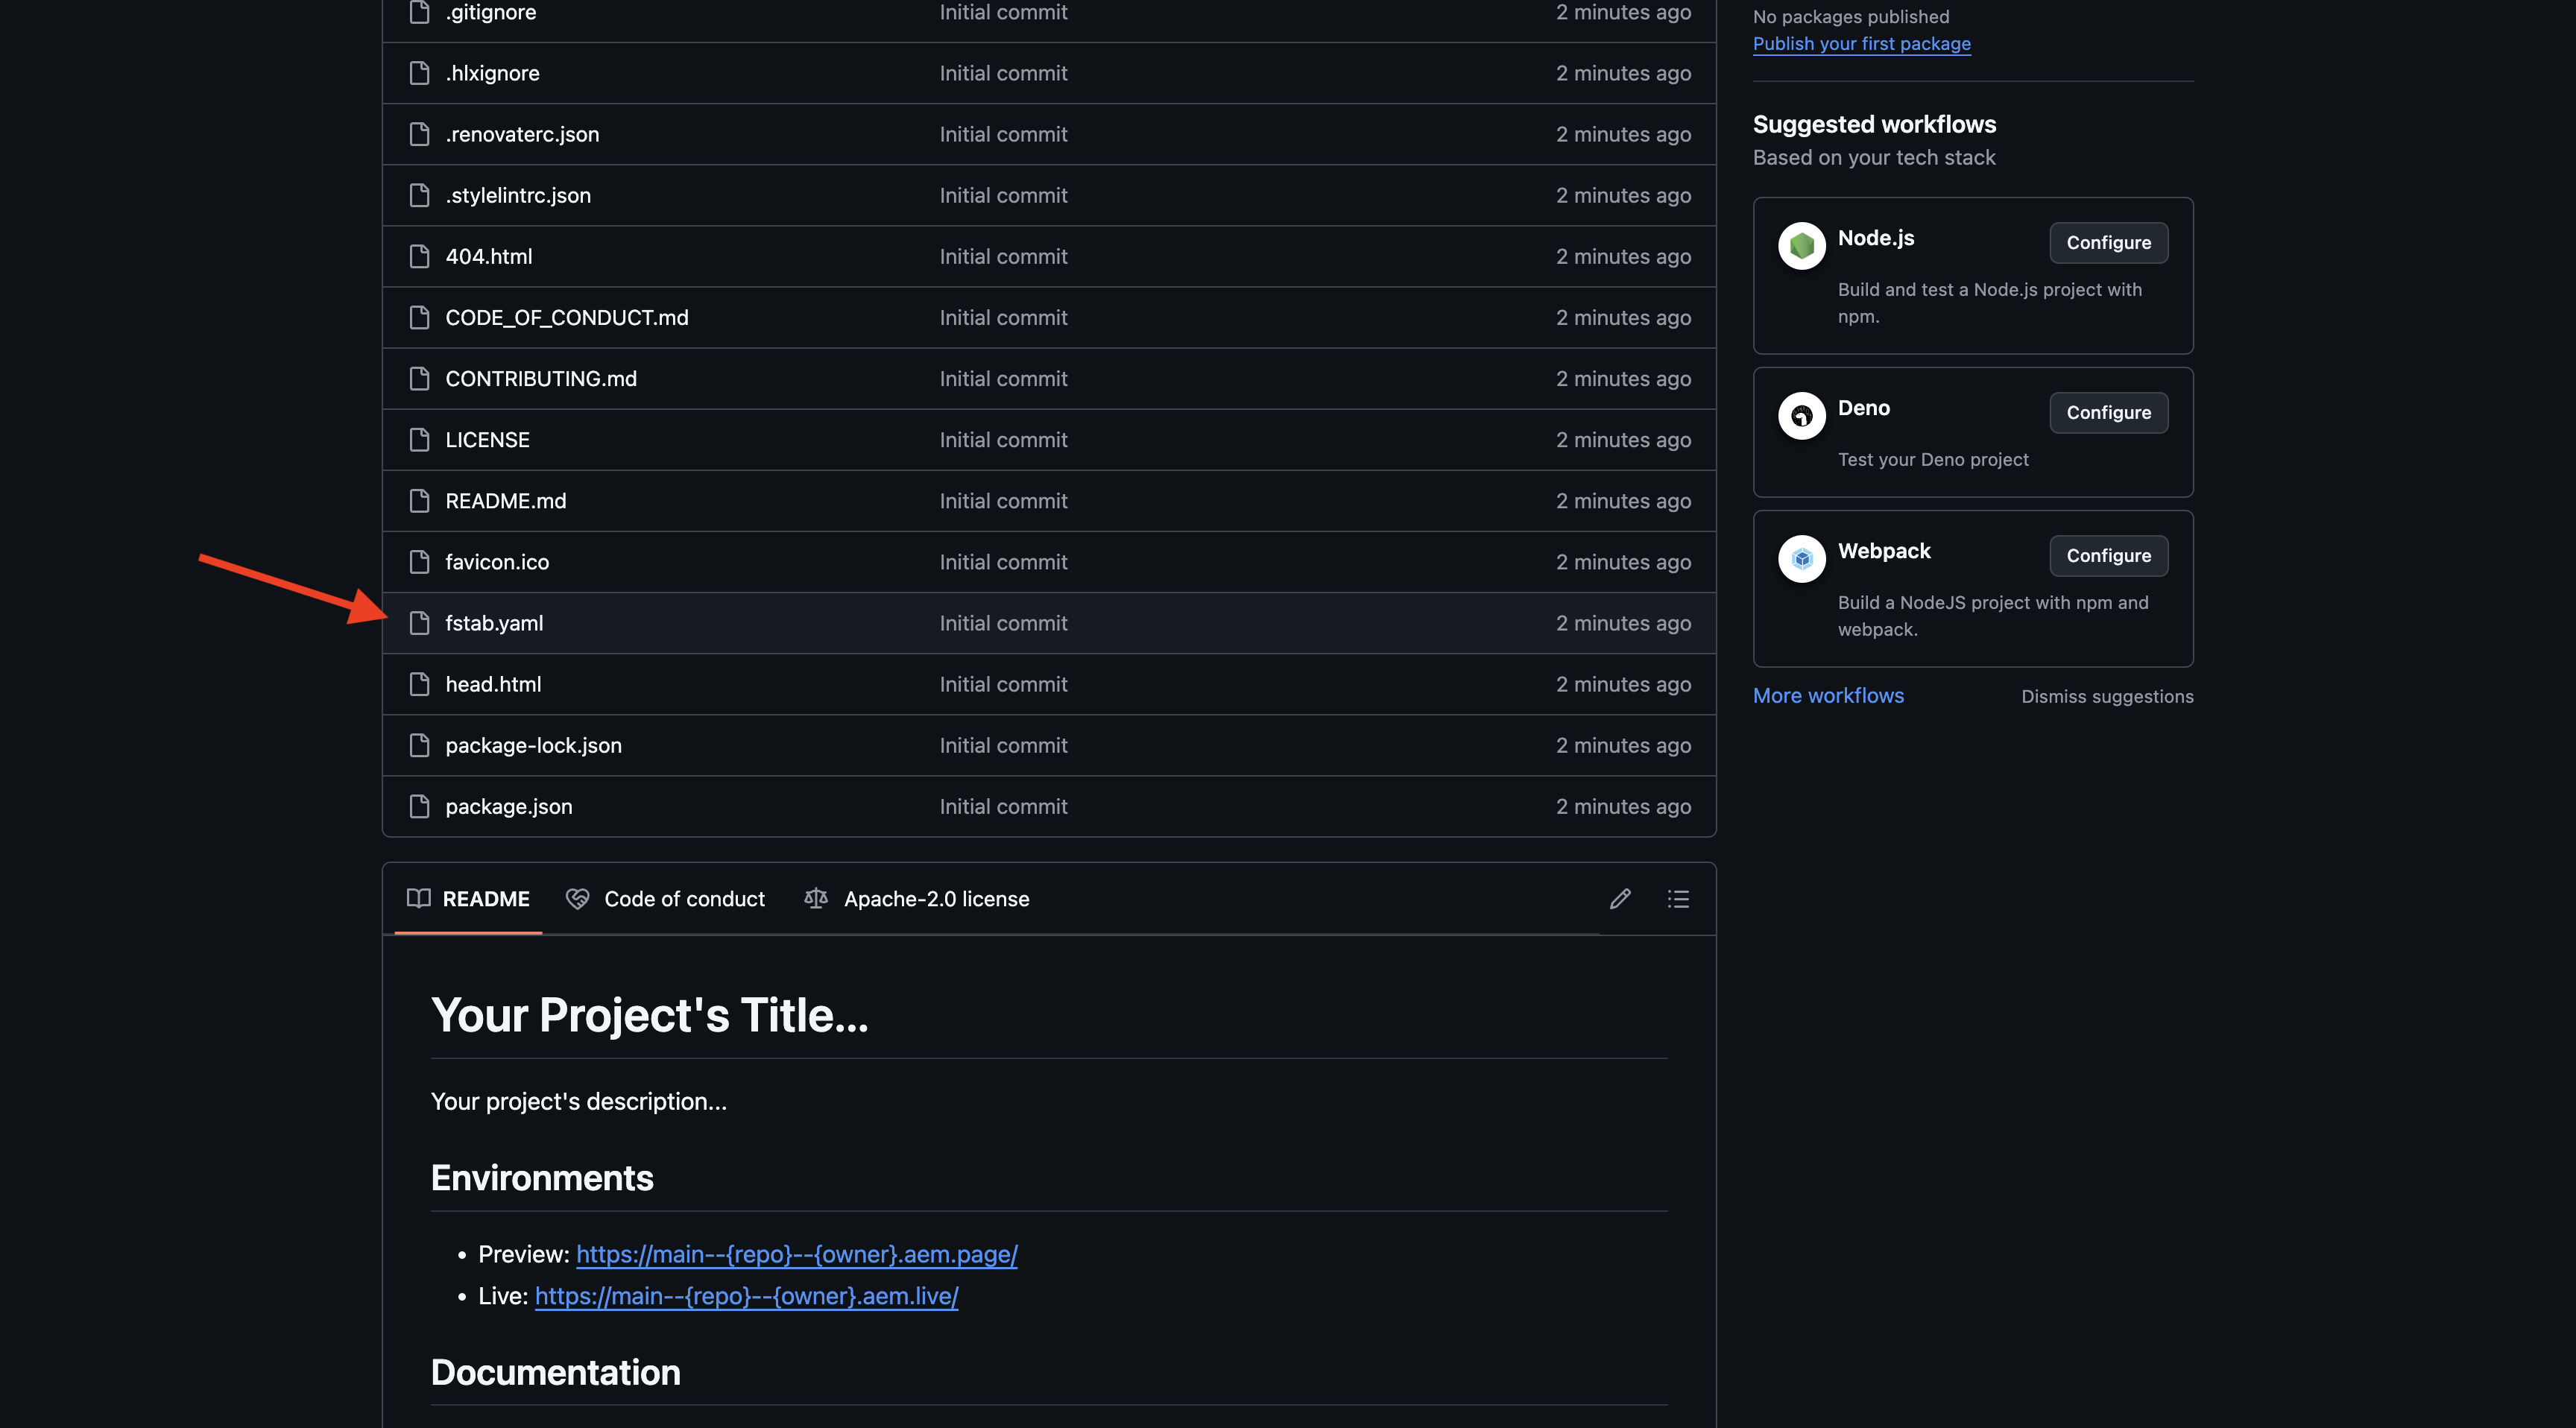 .gitignore Initial commit 2 minutes ago
.hlxignore Initial commit 2 minutes ago
.renovaterc.json Initial commit 2 minutes ago
.stylelintrc.json Initial commit 2 minutes ago
404.html Initial commit 2 minutes ago
CODE_OF_CONDUCT.md Initial commit 2 minutes ago
CONTRIBUTING.md Initial commit 2 minutes ago
LICENSE Initial commit 2 minutes ago
README.md Initial commit 2 minutes ago
favicon.ico Initial commit 2 minutes ago
fstab.yaml Initial commit 2 minutes ago
head.html Initial commit 2 minutes ago
package-lock.json Initial commit 2 minutes ago
package.json Initial commit 2 minutes ago
README Code of conduct Apache-2.0 license
Your Project's Title...
Your project's description...
Environments
• Preview: https://main--{repo}--{owner}.aem.page/
• Live: https://main--{repo}--{owner}.aem.live/
Documentation
No packages published
Publish your first package
Suggested workflows
Based on your tech stack
Node.js Configure
Build and test a Node.js project with
npm.
Deno Configure
Test your Deno project
Webpack Configure
Build a NodeJS project with npm and
webpack.
More workflows Dismiss suggestions